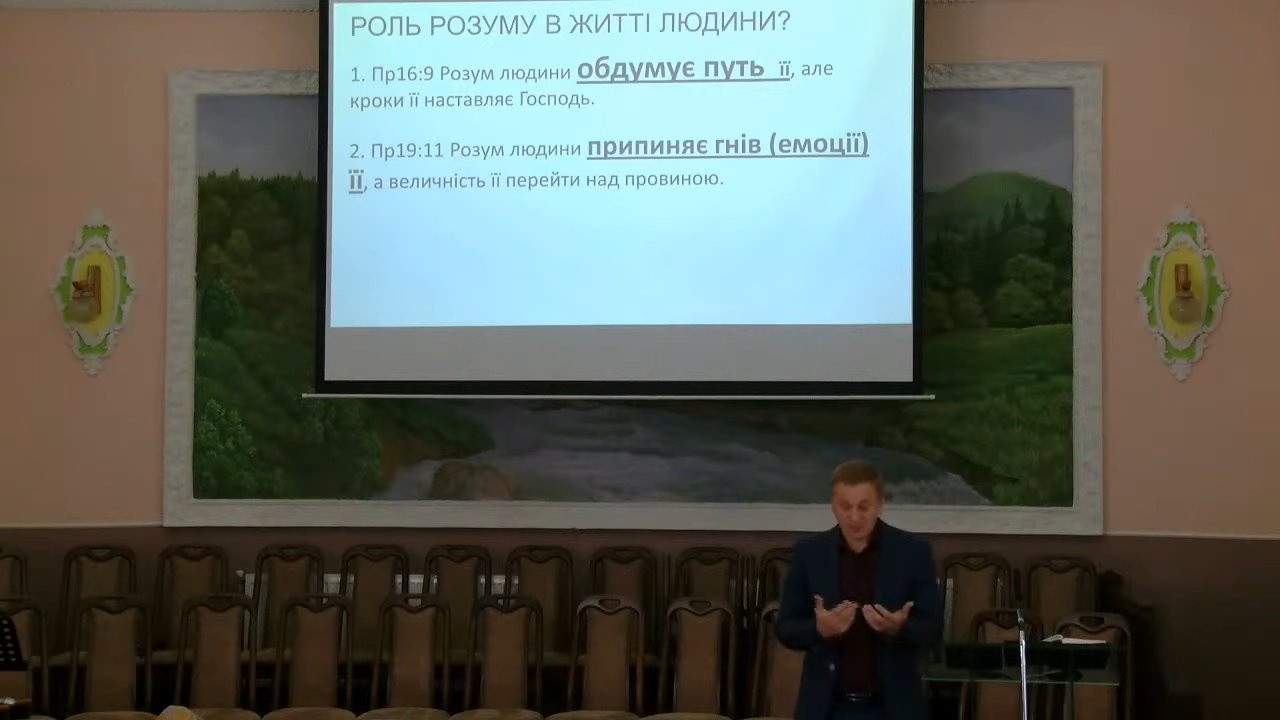 РОЛЬ РОЗУМУ В ЖИТТІ ЛЮДИНИ?
1. Пр16:9 Розум людини обдумує путь її, але
кроки її наставляє Господь.
2. Пр19:11 Розум людини припиняє гнів (емоції)
її, а величність її перейти над провиною.